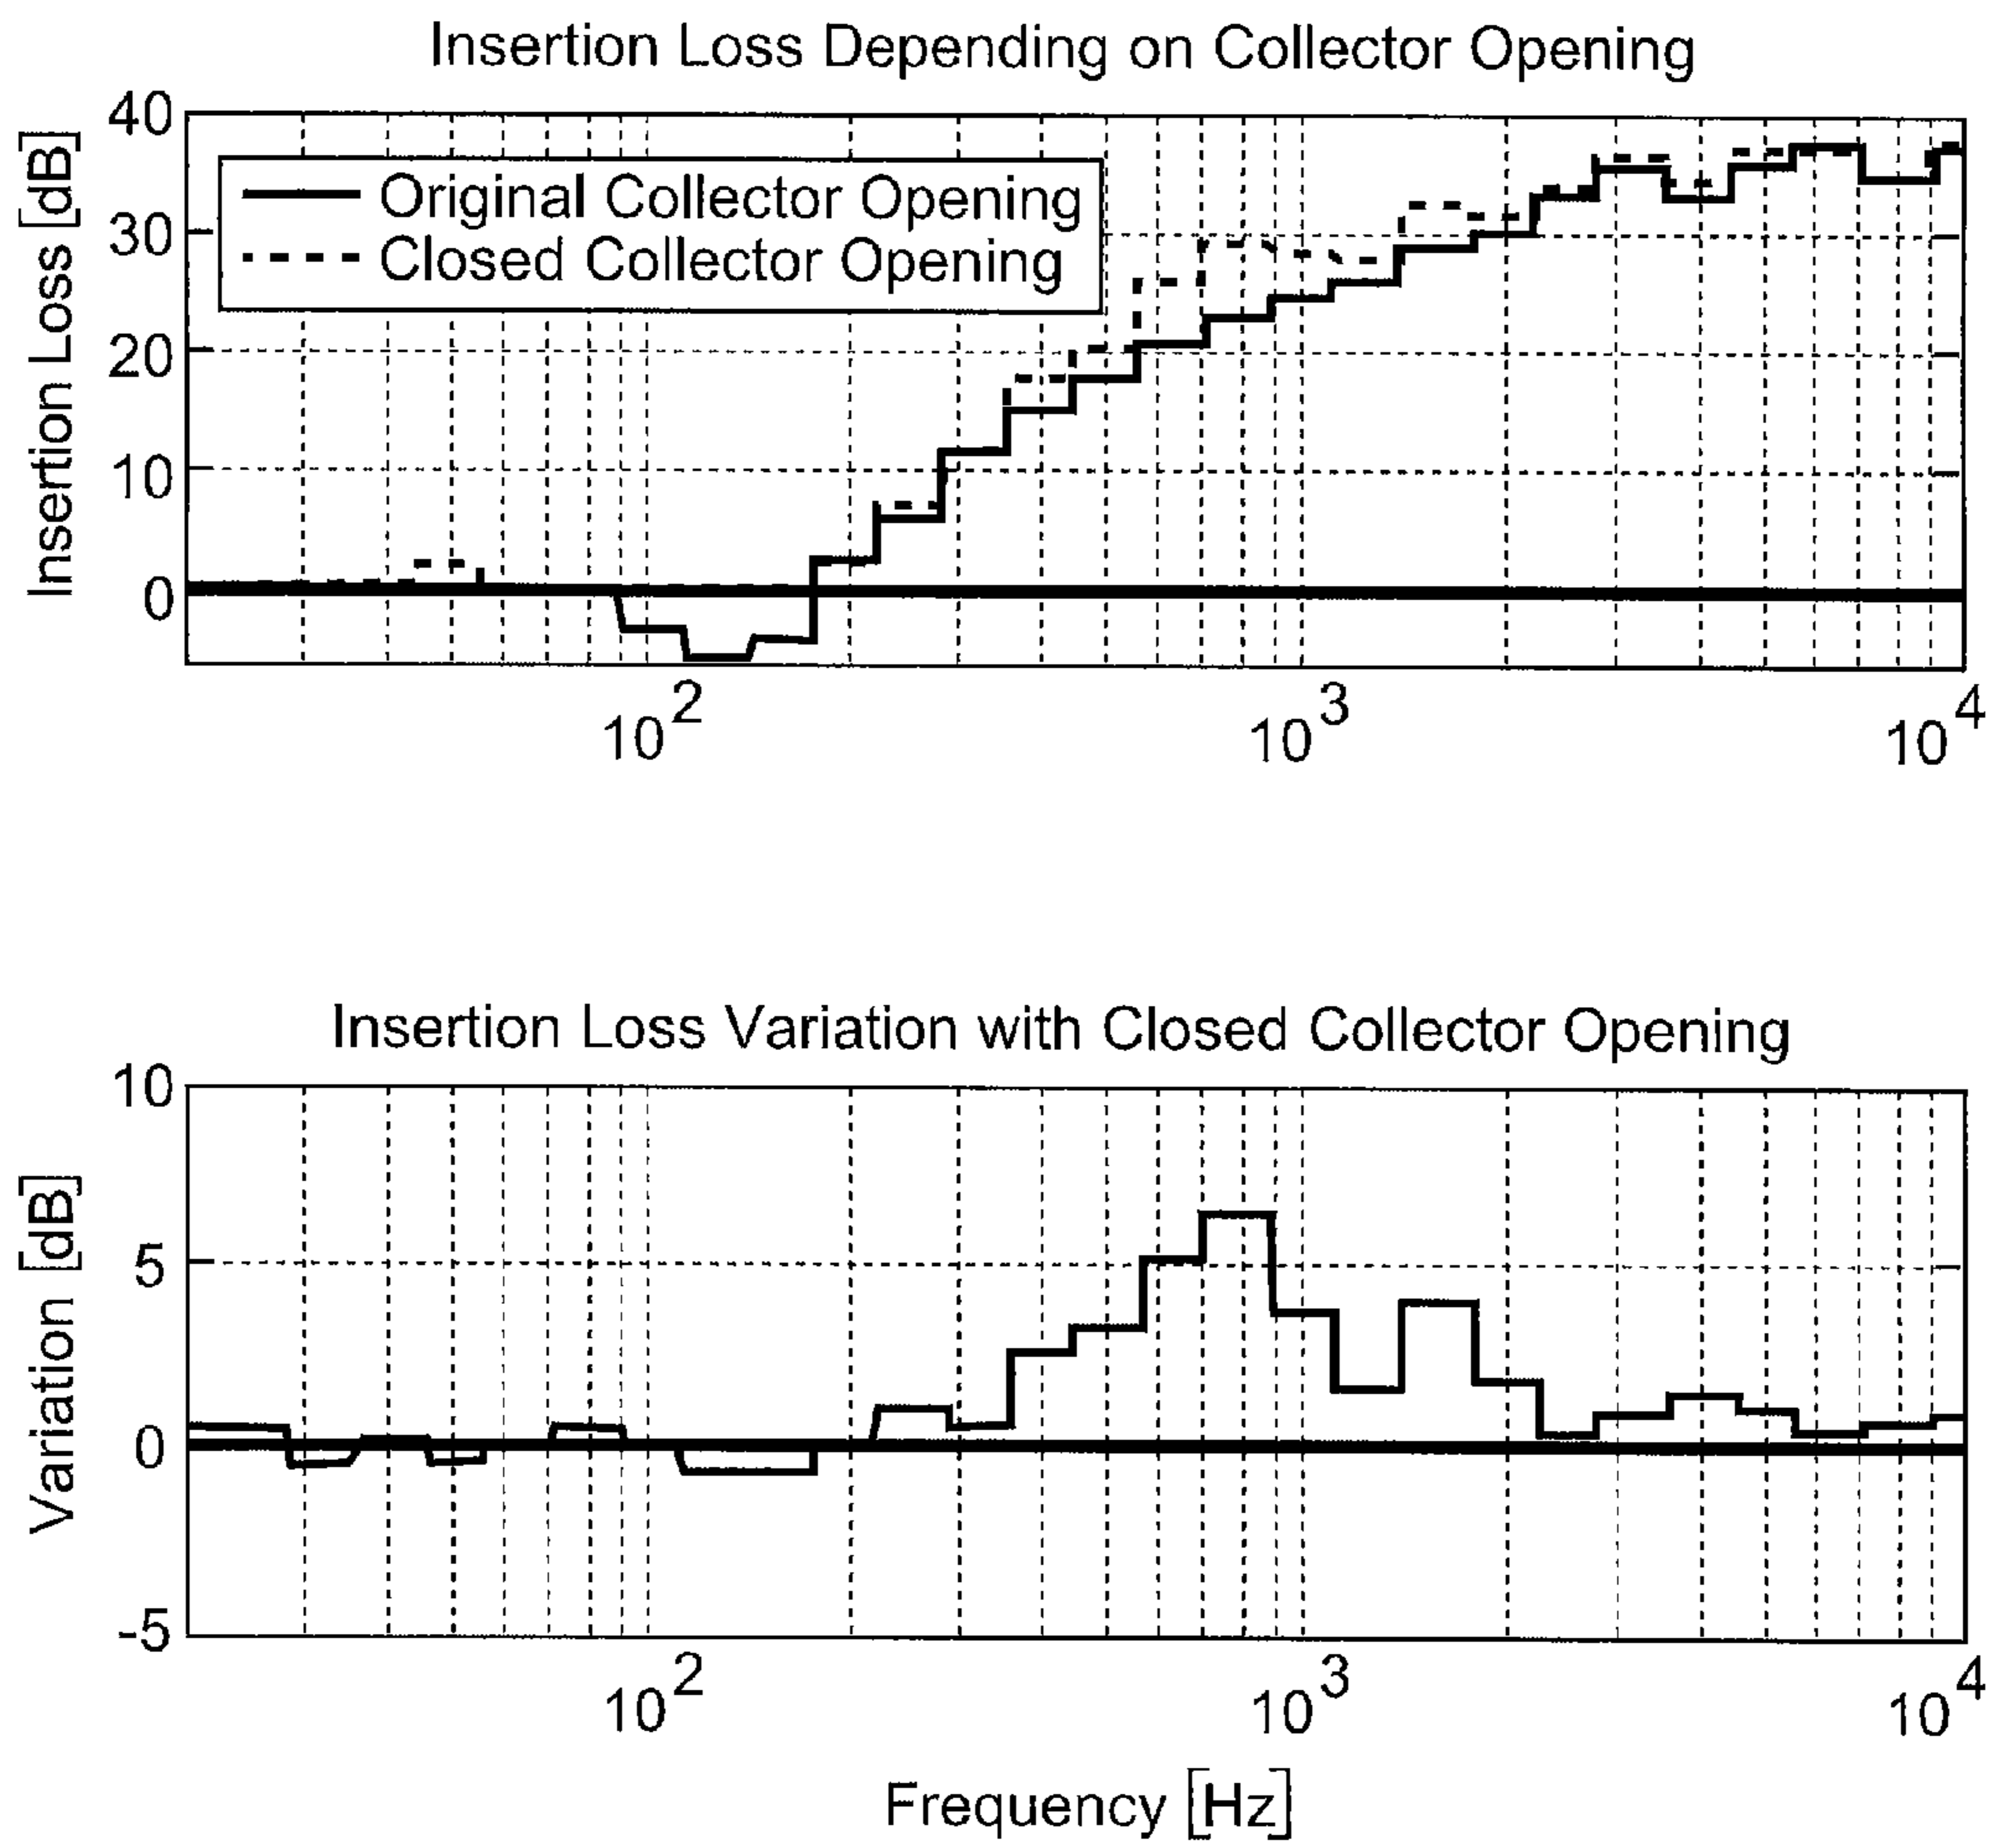 Insertion Loss Depending on Collector Opening
Insertion Loss [dB]
40
30
20
10
0
Original Collector Opening
Closed Collector Opening
10^2
10^3
10^4
Insertion Loss Variation with Closed Collector Opening
Variation [dB]
10
5
0
-5
10^2
10^3
10^4
Frequency [Hz]